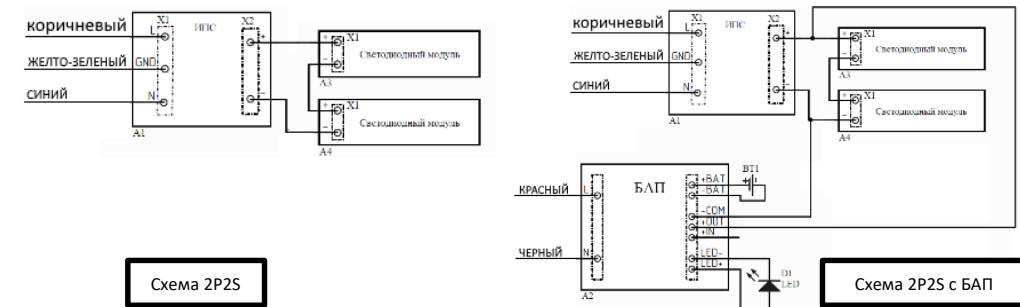 коричневый
L
X1
ИПС
X2
+
ЖЕЛТО-ЗЕЛЕНЫЙ
GND
СИНИЙ
N
−
A1
+
X1
Светодиодный модуль
−
A3
+
X1
Светодиодный модуль
−
A4
Схема 2P2S
коричневый
L
X1
ИПС
X2
+
ЖЕЛТО-ЗЕЛЕНЫЙ
GND
СИНИЙ
N
−
A1
+
X1
Светодиодный модуль
−
A3
+
X1
Светодиодный модуль
−
A4
КРАСНЫЙ
L
БАП
+BAT
-BAT
BT1
-COM
+OUT
+IN
ЧЕРНЫЙ
N
LED-
LED+
A2
D1
LED
Схема 2P2S с БАП